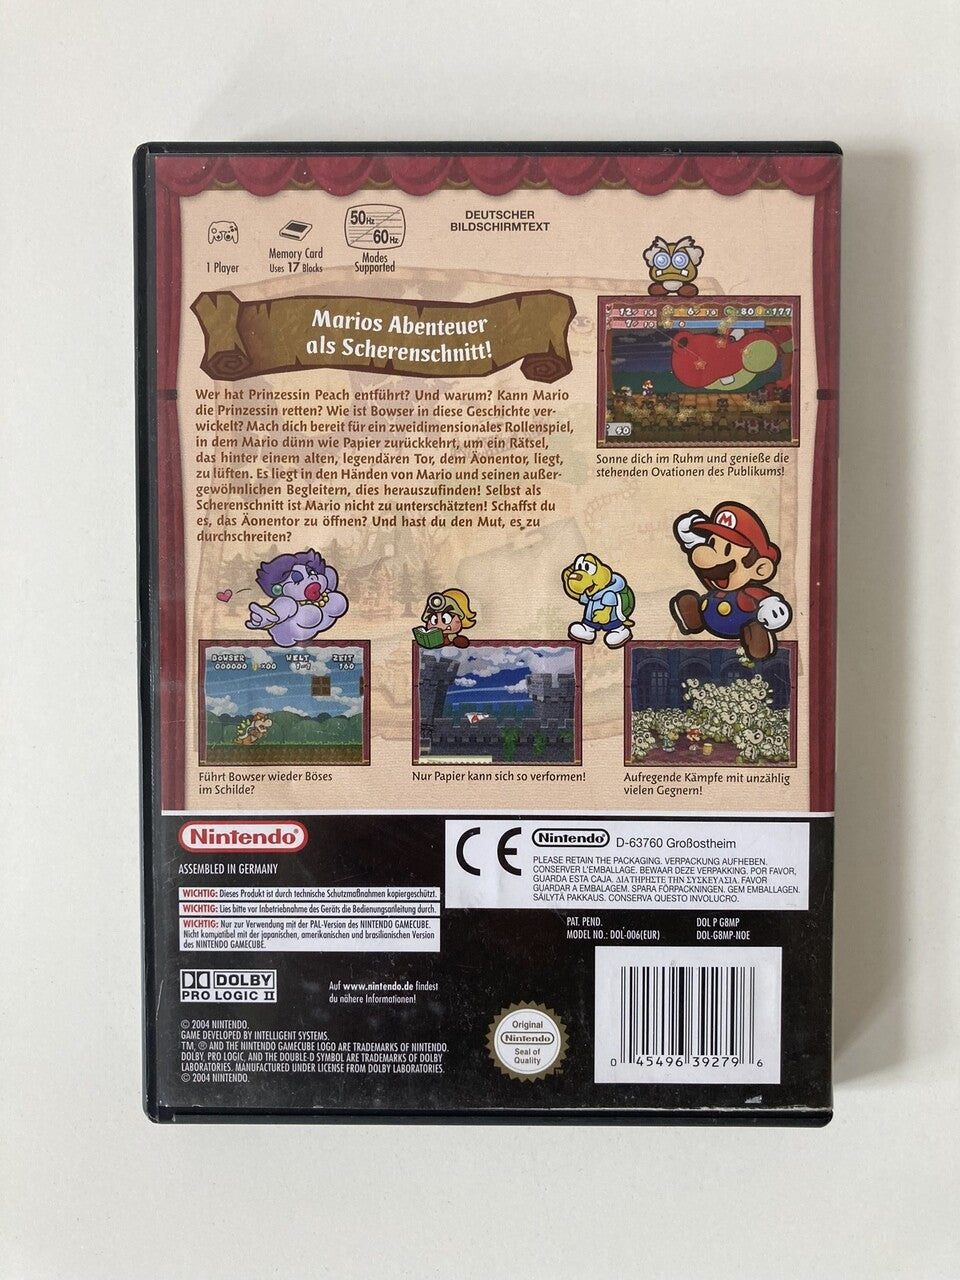 1 Player
Memory Card
Uses 17 Blocks
50Hz
60Hz
Modes
Supported
DEUTSCHER
BILDSCHIRMTEXT
Marios Abenteuer
als Scherenschnitt!
Wer hat Prinzessin Peach entführt? Und warum? Kann Mario
die Prinzessin retten? Wie ist Bowser in diese Geschichte ver-
wickelt? Mach dich bereit für ein zweidimensionales Rollenspiel,
in dem Mario dünn wie Papier zurückkehrt, um ein Rätsel,
das hinter einem alten, legendären Tor, dem Äonentor, liegt,
zu lüften. Es liegt in den Händen von Mario und seinen außer-
gewöhnlichen Begleitern, dies herauszufinden! Selbst als
Scherenschnitt ist Mario nicht zu unterschätzten! Schaffst du
es, das Äonentor zu öffnen? Und hast du den Mut, es zu
durchschreiten?
Sonne dich im Ruhm und genieße die
stehenden Ovationen des Publikums!
M
BOWSER WELT ZEIT
000000 x00 1-1 160
Führt Bowser wieder Böses
im Schilde?
Nur Papier kann sich so verformen!
Aufregende Kämpfe mit unzählig
vielen Gegnern!
Nintendo®
ASSEMBLED IN GERMANY
WICHTIG: Dieses Produkt ist durch technische Schutzmaßnahmen kopiergeschützt.
WICHTIG: Lies bitte vor Inbetriebnahme des Geräts die Bedienungsanleitung durch.
WICHTIG: Nur zur Verwendung mit der PAL-Version des NINTENDO GAMECUBE.
Nicht kompatibel mit der japanischen, amerikanischen und brasilianischen Version
des NINTENDO GAMECUBE.
CE Nintendo® D-63760 Großostheim
PLEASE RETAIN THE PACKAGING. VERPACKUNG AUFHEBEN.
CONSERVER L'EMBALLAGE. BEWAAR DEZE VERPAKKING. POR FAVOR,
GUARDA ESTA CAJA. ΔΙΑΤΗΡΗΣΤΕ ΤΗΝ ΣΥΣΚΕΥΑΣΙΑ. FAVOR
GUARDAR A EMBALAGEM. SPARA FÖRPACKNINGEN. GEM EMBALLAGEN.
SÄILYTÄ PAKKAUS. CONSERVA QUESTO INVOLUCRO.
PAT. PEND.
MODEL NO.: DOL-006(EUR)
DOL P G8MP
DOL-G8MP-NOE
DOLBY
PRO LOGIC II
Auf www.nintendo.de findest
du nähere Informationen!
© 2004 NINTENDO.
GAME DEVELOPED BY INTELLIGENT SYSTEMS.
TM, ® AND THE NINTENDO GAMECUBE LOGO ARE TRADEMARKS OF NINTENDO.
DOLBY, PRO LOGIC, AND THE DOUBLE-D SYMBOL ARE TRADEMARKS OF DOLBY
LABORATORIES. MANUFACTURED UNDER LICENSE FROM DOLBY LABORATORIES.
© 2004 NINTENDO.
Original
Nintendo
Seal of
Quality
TM
0 45496 39279 6